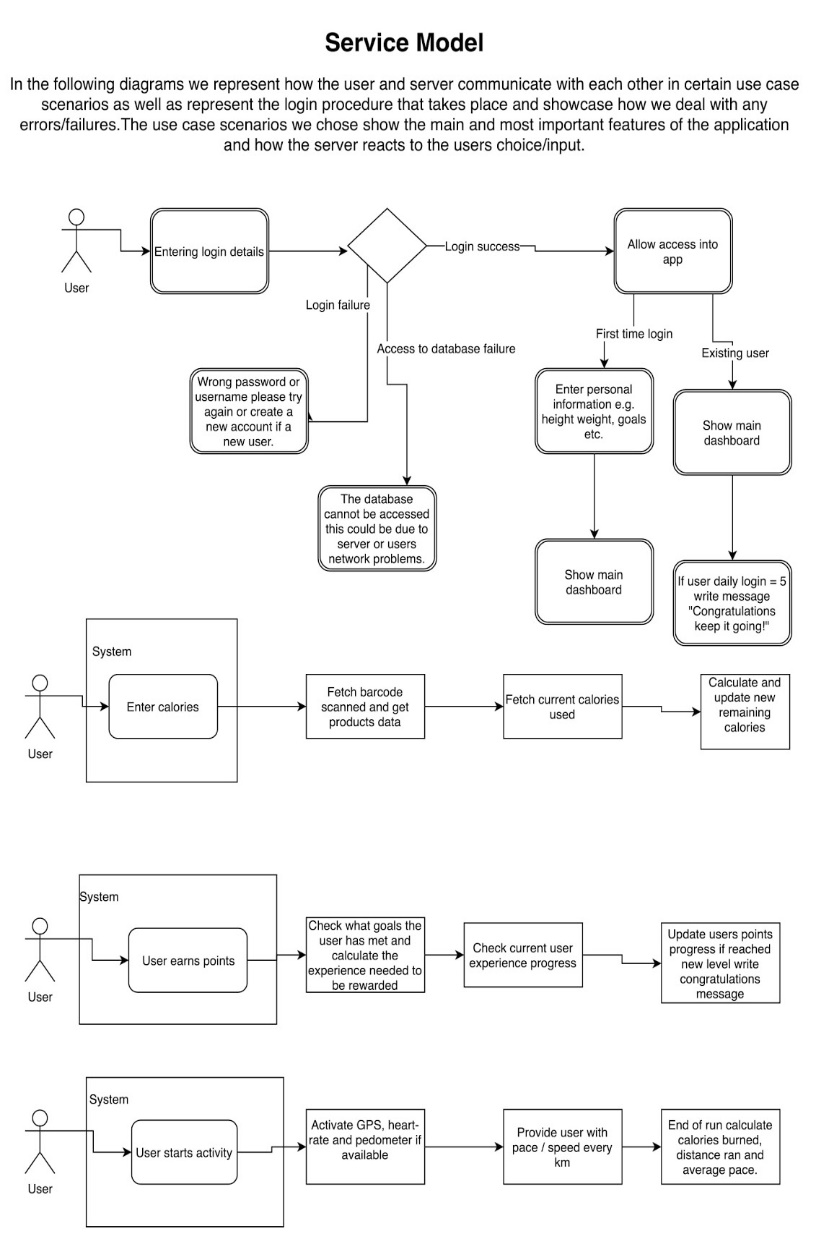 Service Model
In the following diagrams we represent how the user and server communicate with each other in certain use case
scenarios as well as represent the login procedure that takes place and showcase how we deal with any
errors/failures.The use case scenarios we chose show the main and most important features of the application
and how the server reacts to the users choice/input.
User
Entering login details
Login success
Allow access into
app
Login failure
Access to database failure
First time login
Existing user
Wrong password or
username please try
again or create a
new account if a
new user.
Enter personal
information e.g.
height weight, goals
etc.
Show main
dashboard
The database
cannot be accessed
this could be due to
server or users
network problems.
Show main
dashboard
If user daily login = 5
write message
"Congratulations
keep it going!"
System
User
Enter calories
Fetch barcode
scanned and get
products data
Fetch current calories
used
Calculate and
update new
remaining
calories
System
User
User earns points
Check what goals the
user has met and
calculate the
experience needed to
be rewarded
Check current user
experience progress
Update users points
progress if reached
new level write
congratulations
message
System
User
User starts activity
Activate GPS, heart-
rate and pedometer if
available
Provide user with
pace / speed every
km
End of run calculate
calories burned,
distance ran and
average pace.